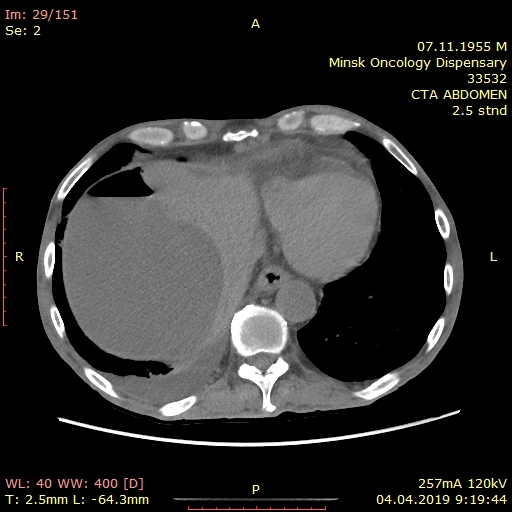 Im: 29/151
Se: 2
A
07.11.1955 M
Minsk Oncology Dispensary
33532
CTA ABDOMEN
2.5 stnd
R
L
WL: 40 WW: 400 [D]
T: 2.5mm L: -64.3mm
P
257mA 120kV
04.04.2019 9:19:44